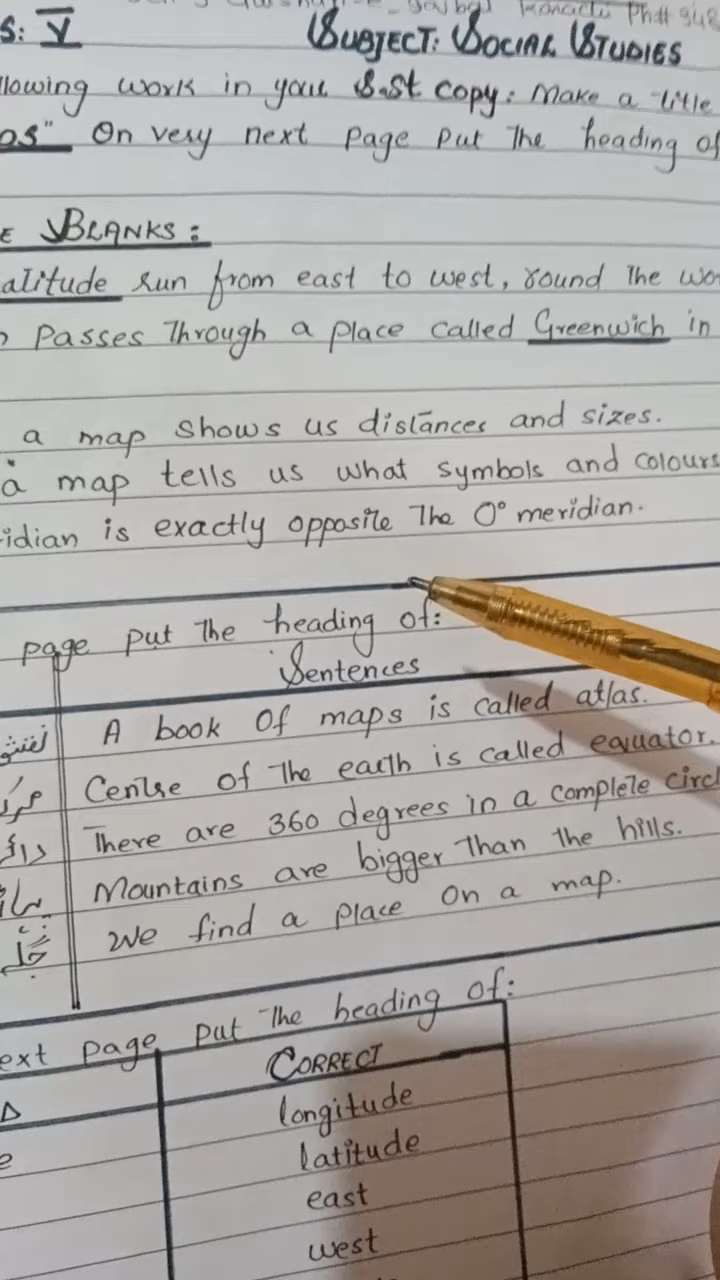 S: V SUBJECT: SOCIAL STUDIES
llowing work in your S.st copy: Make a title
os" On very next page put the heading of
E BLANKS:
atitude run from east to west, round the wo
passes through a place called Greenwich in
a map shows us distances and sizes.
a map tells us what symbols and colours
idian is exactly opposite the 0° meridian.
page put the heading of:
Sentences
A book of maps is called atlas.
Centre of the earth is called equator.
There are 360 degrees in a complete circl
Mountains are bigger than the hills.
We find a place on a map.
ext page put the heading of:
CORRECT
longitude
e latitude
east
west